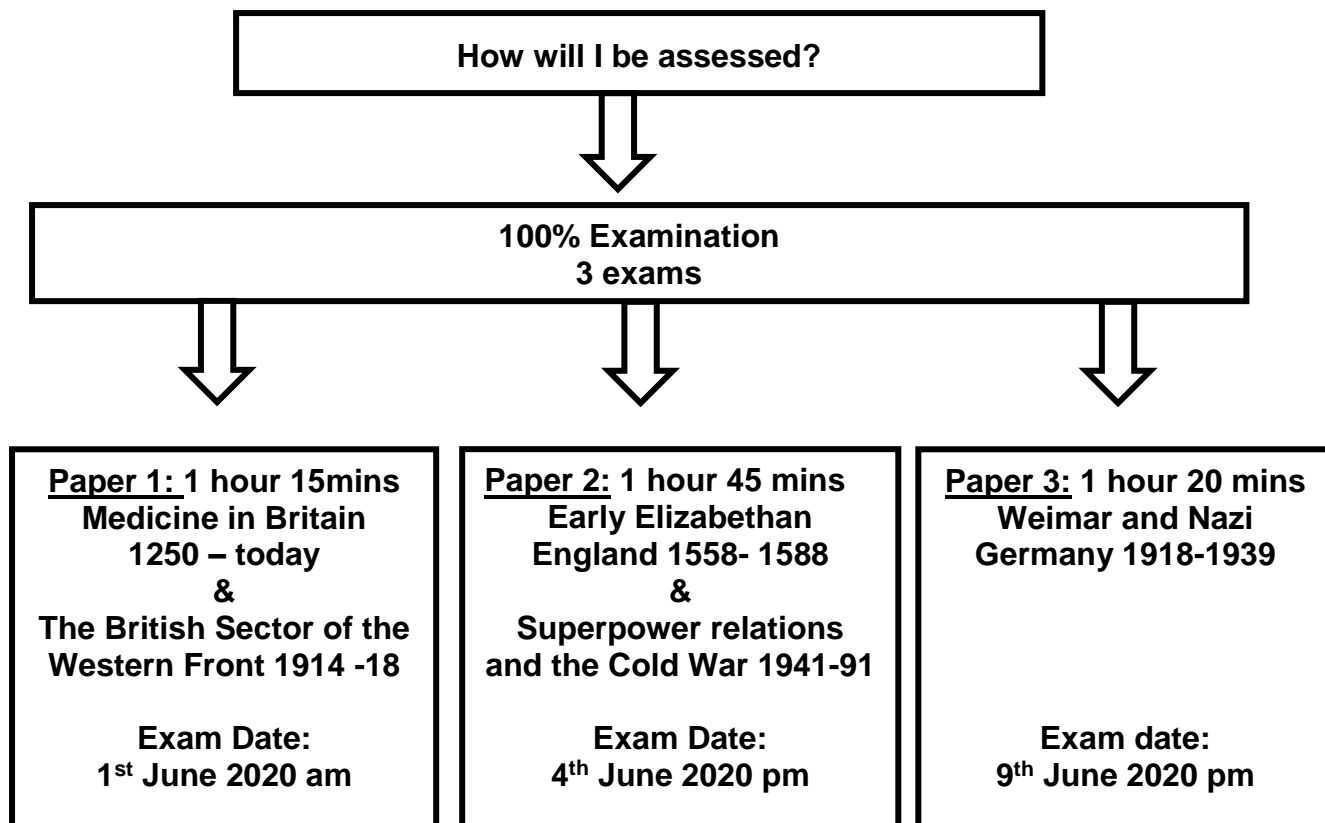 How will I be assessed?
100% Examination
3 exams
Paper 1: 1 hour 15mins
Medicine in Britain
1250 – today
&
The British Sector of the
Western Front 1914 -18
Exam Date:
1st June 2020 am
Paper 2: 1 hour 45 mins
Early Elizabethan
England 1558- 1588
&
Superpower relations
and the Cold War 1941-91
Exam Date:
4th June 2020 pm
Paper 3: 1 hour 20 mins
Weimar and Nazi
Germany 1918-1939
Exam date:
9th June 2020 pm